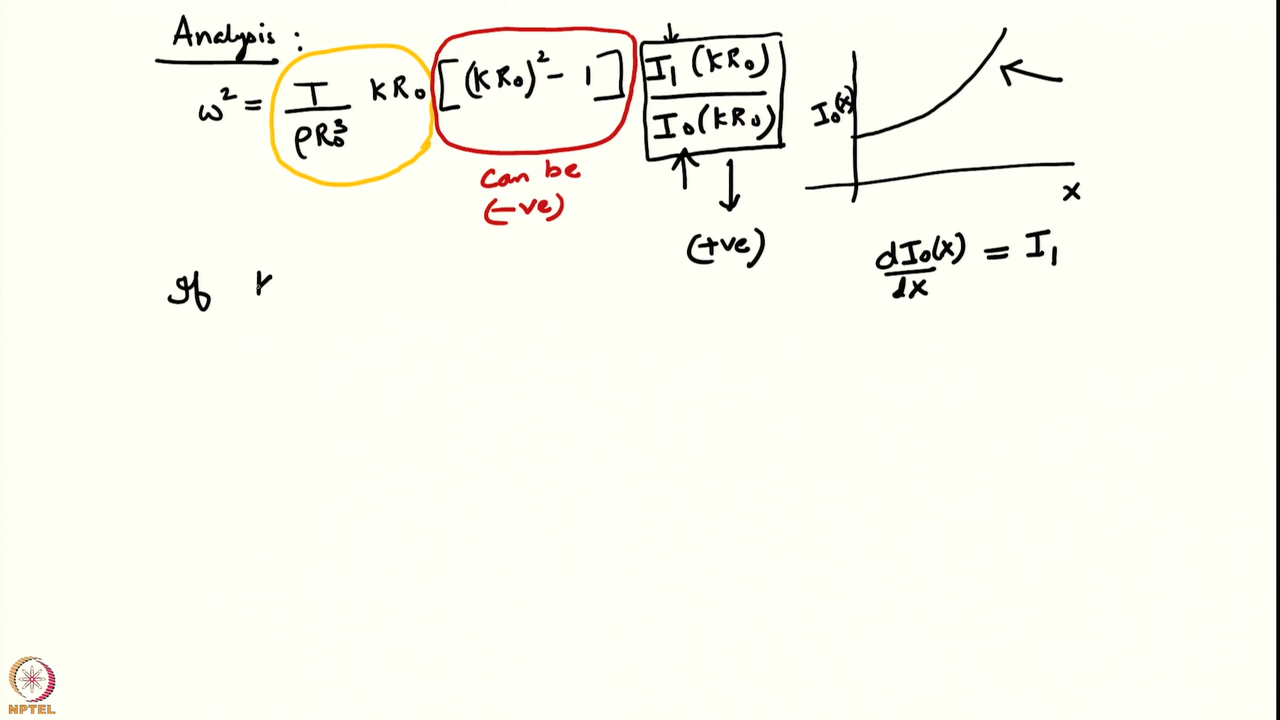 Analysis :
ω² = T/ρR₀³ kR₀ [(kR₀)² - 1] I₁(kR₀)/I₀(kR₀)
can be
(-ve)
(+ve)
I₀(x)
x
dI₀(x)/dx = I₁
If k
NPTEL